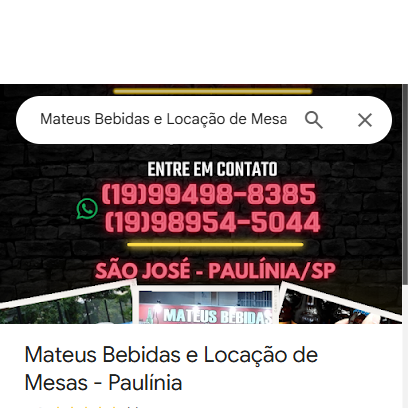 Mateus Bebidas e Locação de Mesa
ENTRE EM CONTATO
(19)99498-8385
(19)98954-5044
SÃO JOSÉ - PAULÍNIA/SP
MATEUS BEBIDAS
Mateus Bebidas e Locação de
Mesas - Paulínia